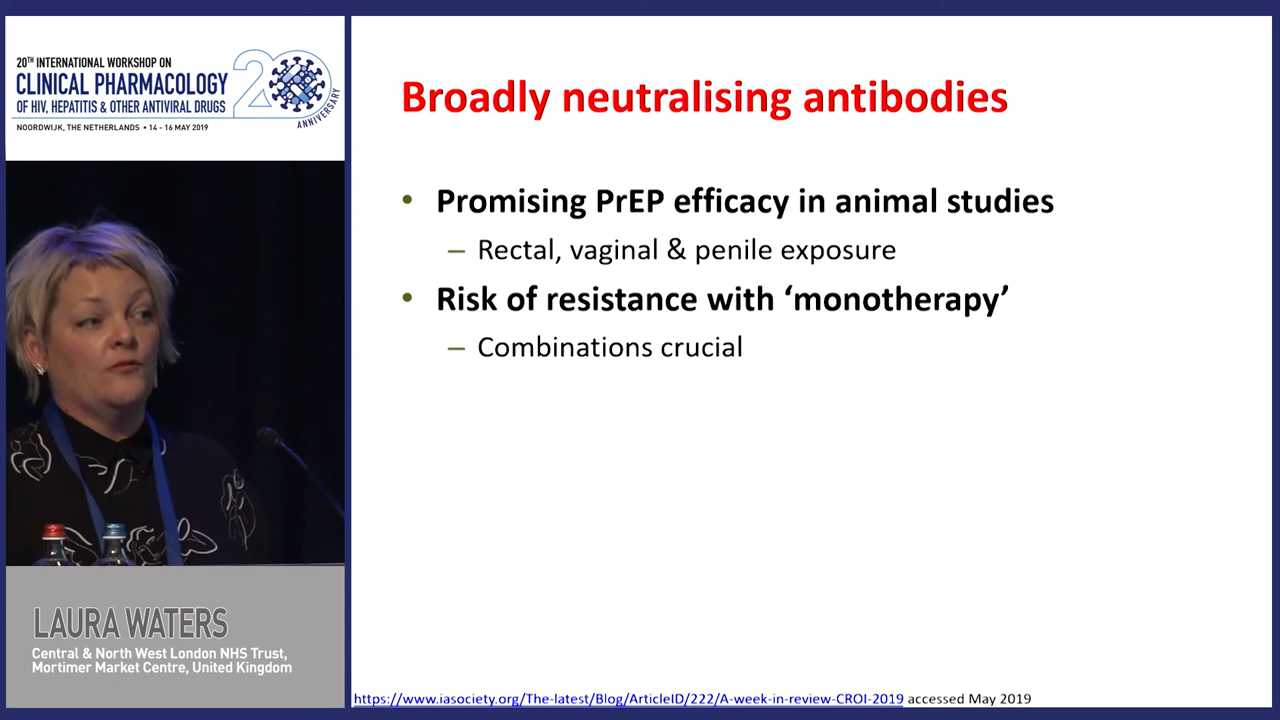 20TH INTERNATIONAL WORKSHOP ON
CLINICAL PHARMACOLOGY
OF HIV, HEPATITIS & OTHER ANTIVIRAL DRUGS
NOORDWIJK, THE NETHERLANDS • 14 - 16 MAY 2019
20
ANNIVERSARY
Broadly neutralising antibodies
• Promising PrEP efficacy in animal studies
– Rectal, vaginal & penile exposure
• Risk of resistance with ‘monotherapy’
– Combinations crucial
LAURA WATERS
Central & North West London NHS Trust,
Mortimer Market Centre, United Kingdom
https://www.iasociety.org/The-latest/Blog/ArticleID/222/A-week-in-review-CROI-2019 accessed May 2019